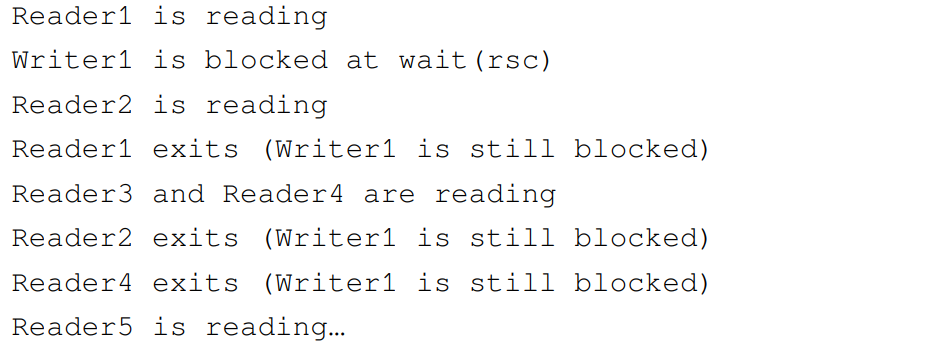 Reader1 is reading
Writer1 is blocked at wait(rsc)
Reader2 is reading
Reader1 exits (Writer1 is still blocked)
Reader3 and Reader4 are reading
Reader2 exits (Writer1 is still blocked)
Reader4 exits (Writer1 is still blocked)
Reader5 is reading…